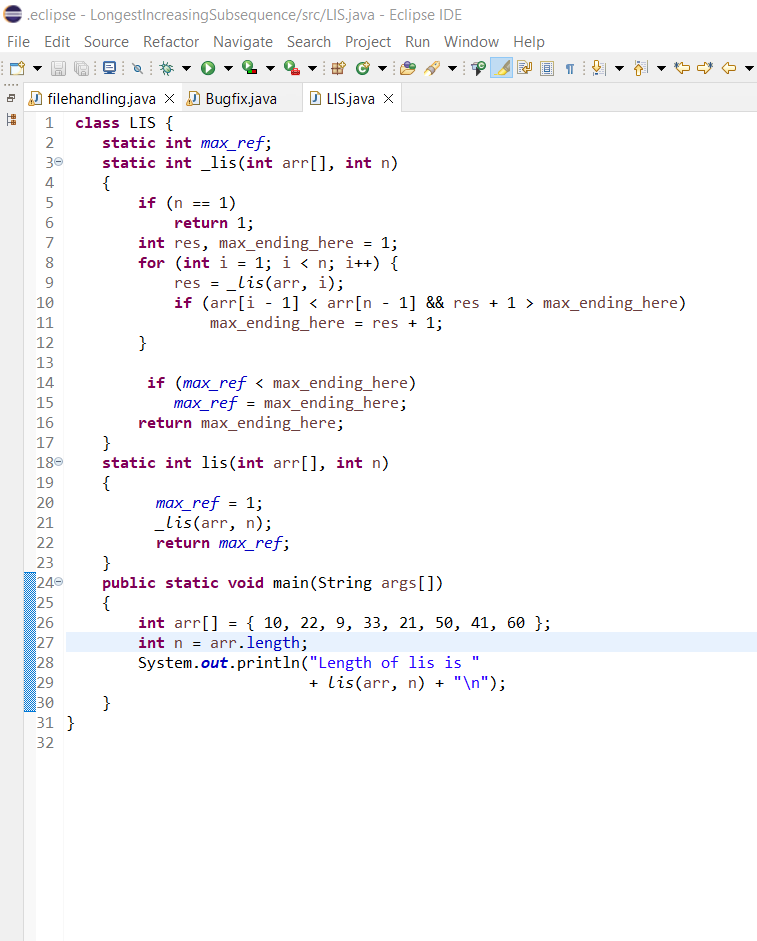 .eclipse - LongestIncreasingSubsequence/src/LIS.java - Eclipse IDE
File Edit Source Refactor Navigate Search Project Run Window Help
filehandling.java Bugfix.java LIS.java
1 class LIS {
2 static int max_ref;
3 static int _lis(int arr[], int n)
4 {
5 if (n == 1)
6 return 1;
7 int res, max_ending_here = 1;
8 for (int i = 1; i < n; i++) {
9 res = _lis(arr, i);
10 if (arr[i - 1] < arr[n - 1] && res + 1 > max_ending_here)
11 max_ending_here = res + 1;
12 }
13
14 if (max_ref < max_ending_here)
15 max_ref = max_ending_here;
16 return max_ending_here;
17 }
18 static int lis(int arr[], int n)
19 {
20 max_ref = 1;
21 _lis(arr, n);
22 return max_ref;
23 }
24 public static void main(String args[])
25 {
26 int arr[] = { 10, 22, 9, 33, 21, 50, 41, 60 };
27 int n = arr.length;
28 System.out.println("Length of lis is "
29 + lis(arr, n) + "\n");
30 }
31 }
32